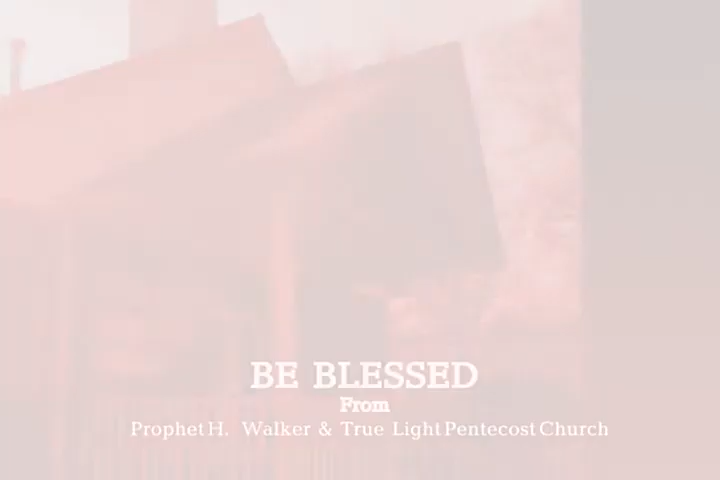 BE BLESSED
From
Prophet H. Walker & True Light Pentecost Church